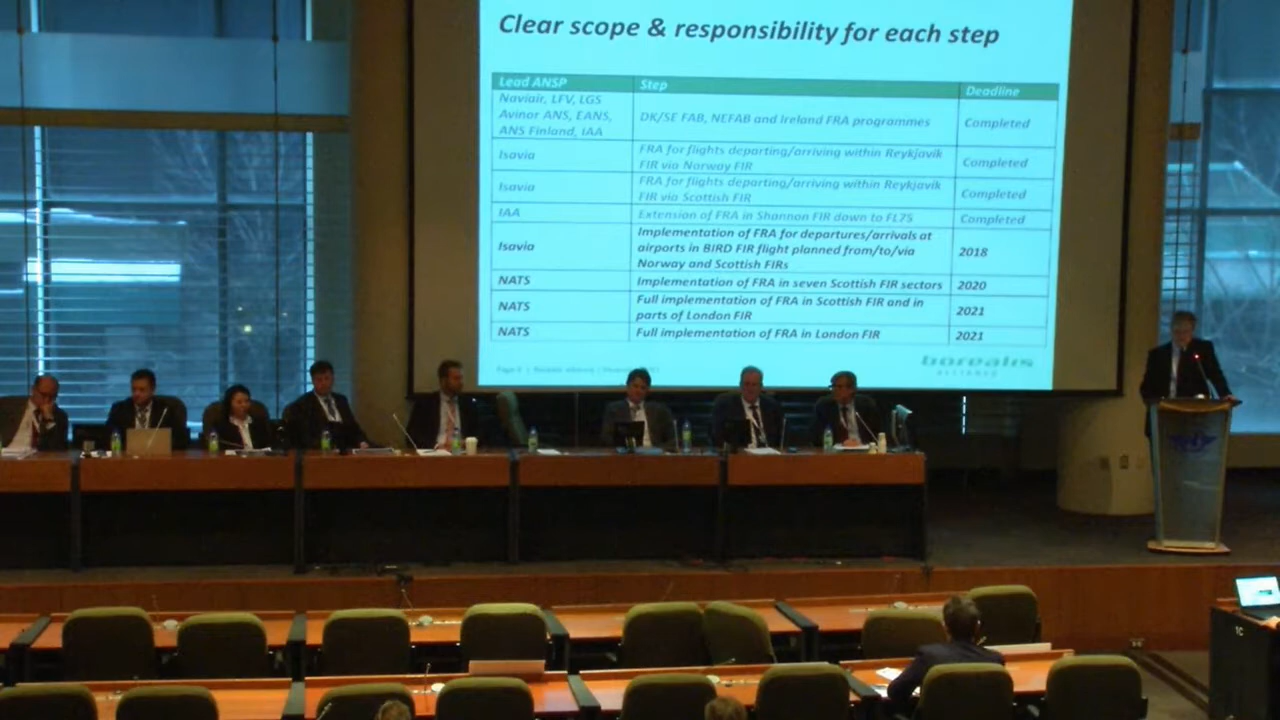 Clear scope & responsibility for each step
Lead ANSP Step Deadline
Naviair, LFV, LGS
Avinor ANS, EANS,
ANS Finland, IAA
DK/SE FAB, NEFAB and Ireland FRA programmes
Completed
Isavia
FRA for flights departing/arriving within Reykjavik
FIR via Norway FIR
Completed
Isavia
FRA for flights departing/arriving within Reykjavik
FIR via Scottish FIR
Completed
IAA
Extension of FRA in Shannon FIR down to FL75
Completed
Isavia
Implementation of FRA for departures/arrivals at
airports in BIRD FIR flight planned from/to/via
Norway and Scottish FIRs
2018
NATS
Implementation of FRA in seven Scottish FIR sectors
2020
NATS
Full implementation of FRA in Scottish FIR and in
parts of London FIR
2021
NATS
Full implementation of FRA in London FIR
2021
borealis
ALLIANCE